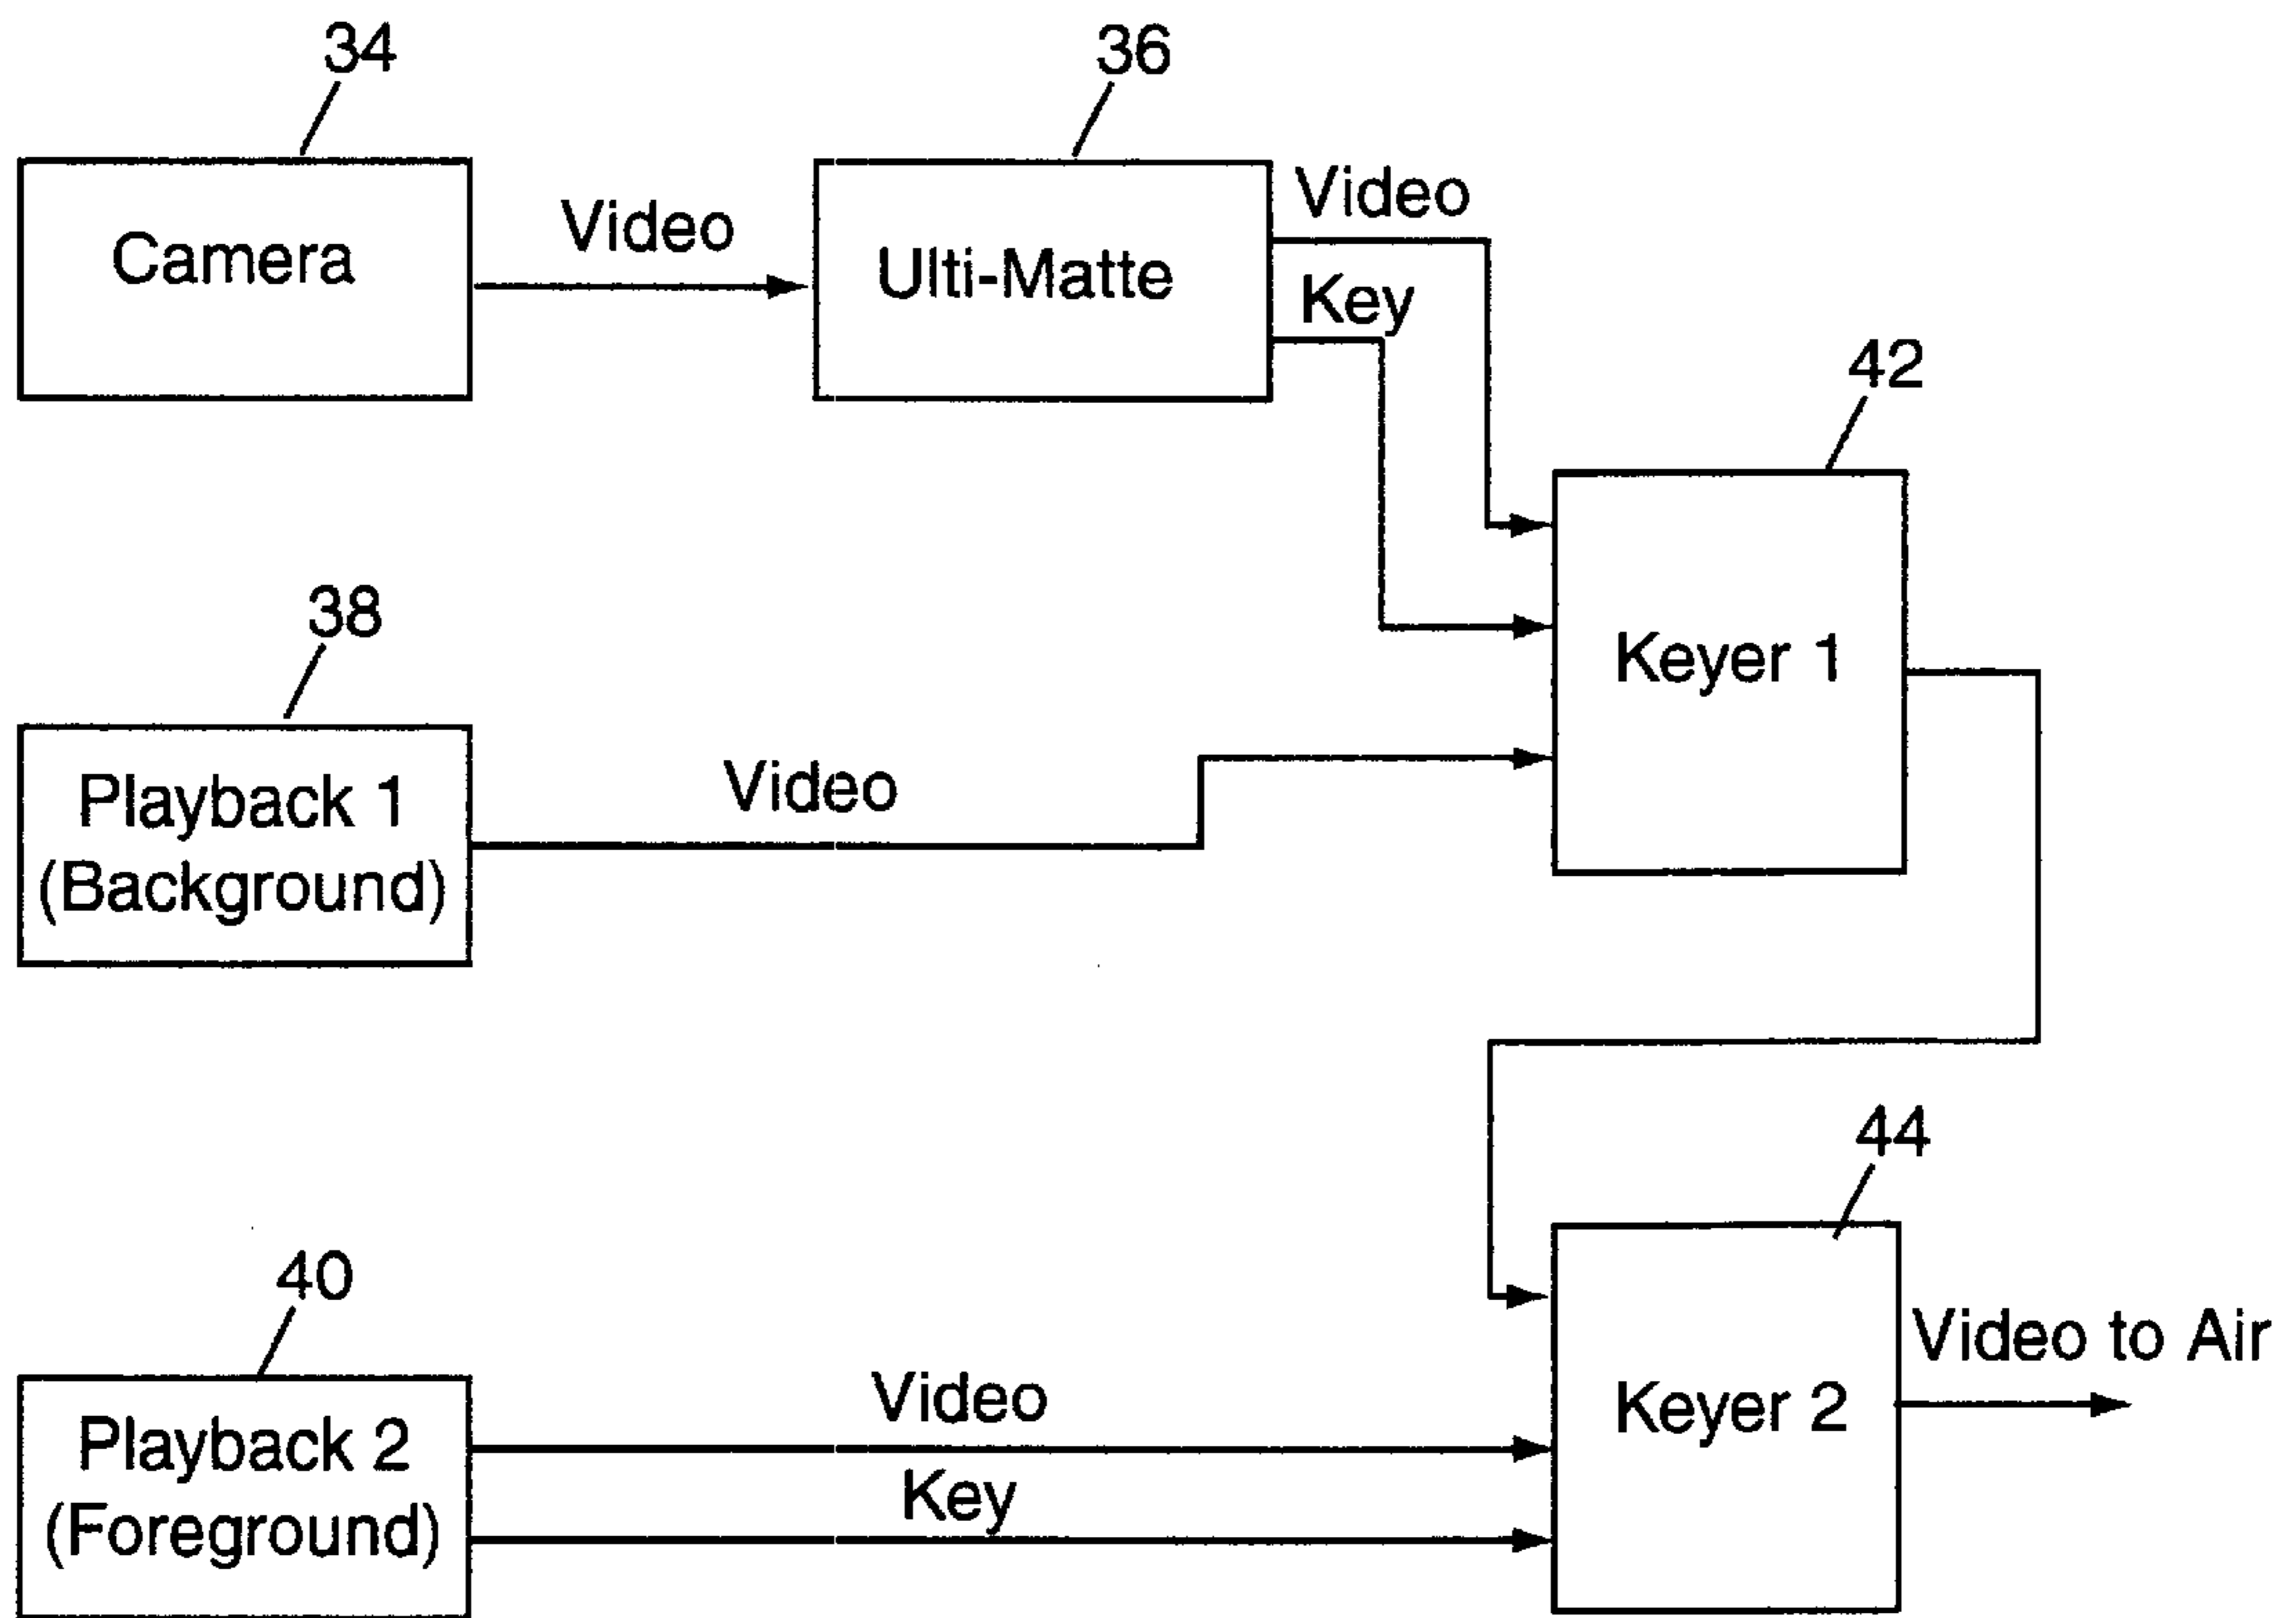 34
36
Camera
Video
Ulti-Matte
Video
Key
42
Keyer 1
38
Playback 1
(Background)
Video
44
40
Playback 2
(Foreground)
Video
Key
Keyer 2
Video to Air